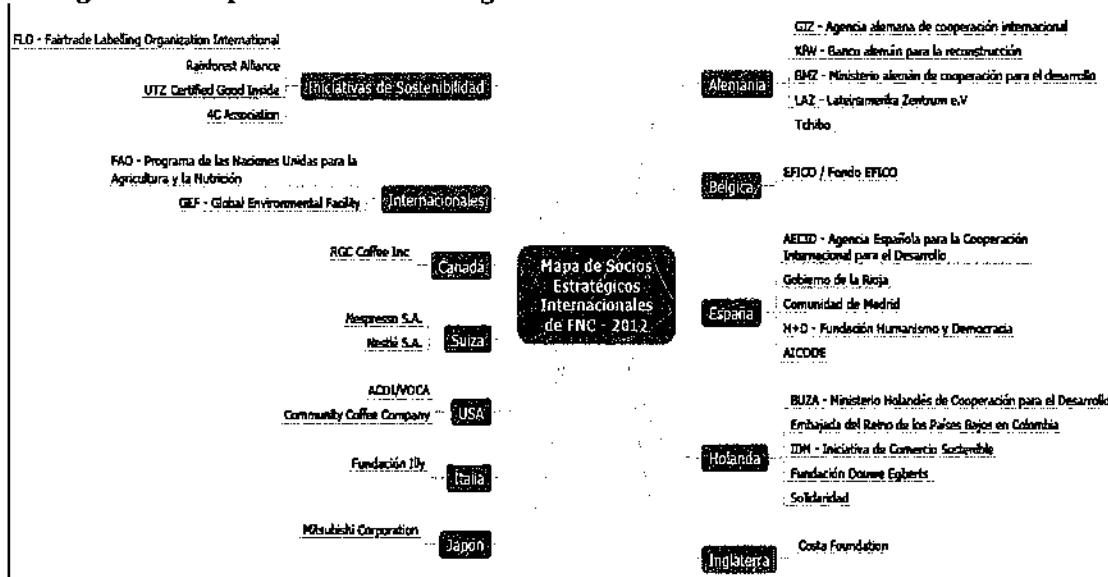 FLO - Fairtrade Labelling Organization International
Rainforest Alliance
UTZ Certified Good Inside
4C Association
Iniciativas de Sostenibilidad
FAO - Programa de las Naciones Unidas para la
Agricultura y la Nutrición
GEF - Global Environmental Facility
Internacionales
RGC Coffee Inc
Canadá
Nespresso S.A.
Nestlé S.A.
Suiza
ACDI/VOCA
Community Coffee Company
USA
Fundación Illy
Italia
Mitsubishi Corporation
Japón
Mapa de Socios
Estratégicos
Internacionales
de FNC - 2012
GIZ - Agencia alemana de cooperación internacional
KfW - Banco alemán para la reconstrucción
BMZ - Ministerio alemán de cooperación para el desarrollo
LAZ - Lateinamerika Zentrum e.V
Tchibo
Alemania
EFICO / Fondo EFICO
Bélgica
AECID - Agencia Española para la Cooperación
Internacional para el Desarrollo
Gobierno de la Rioja
Comunidad de Madrid
H+D - Fundación Humanismo y Democracia
AICODE
España
BUZA - Ministerio Holandés de Cooperación para el Desarrollo
Embajada del Reino de los Países Bajos en Colombia
IDH - Iniciativa de Comercio Sostenible
Fundación Douwe Egberts
Solidaridad
Holanda
Costa Foundation
Inglaterra